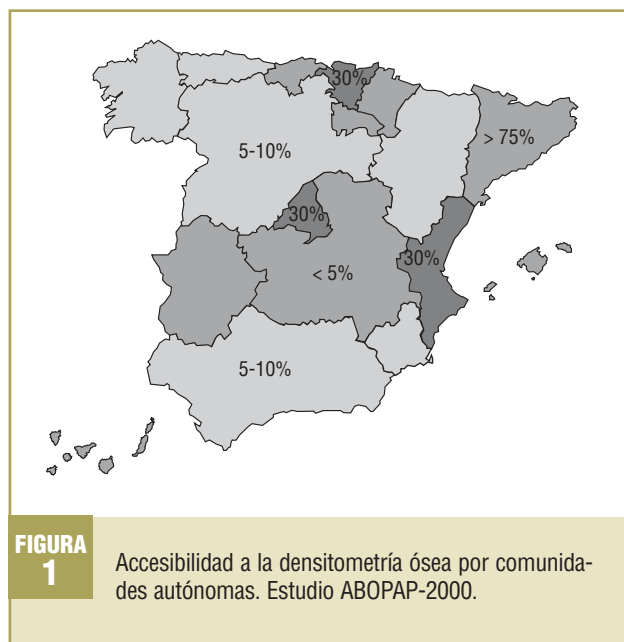 30%
> 75%
5-10%
30%
30%
< 5%
5-10%
FIGURA
1
Accesibilidad a la densitometría ósea por comunida-
des autónomas. Estudio ABOPAP-2000.